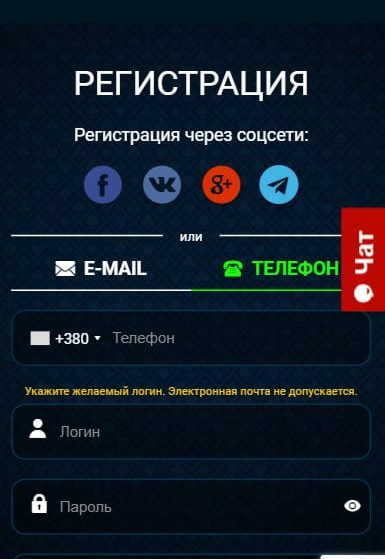 РЕГИСТРАЦИЯ
Регистрация через соцсети:
f
g+
или
E-MAIL
ТЕЛЕФОН
Чат
+380
Телефон
Укажите желаемый логин. Электронная почта не допускается.
Логин
Пароль